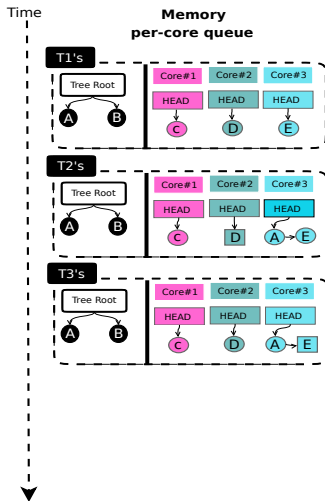 Time
Memory
per-core queue
T1's
Tree Root
A B
Core#1 Core#2 Core#3
HEAD HEAD HEAD
c D E
T2's
Tree Root
A B
Core#1 Core#2 Core#3
HEAD HEAD HEAD
c D A E
T3's
Tree Root
A B
Core#1 Core#2 Core#3
HEAD HEAD HEAD
c D A E